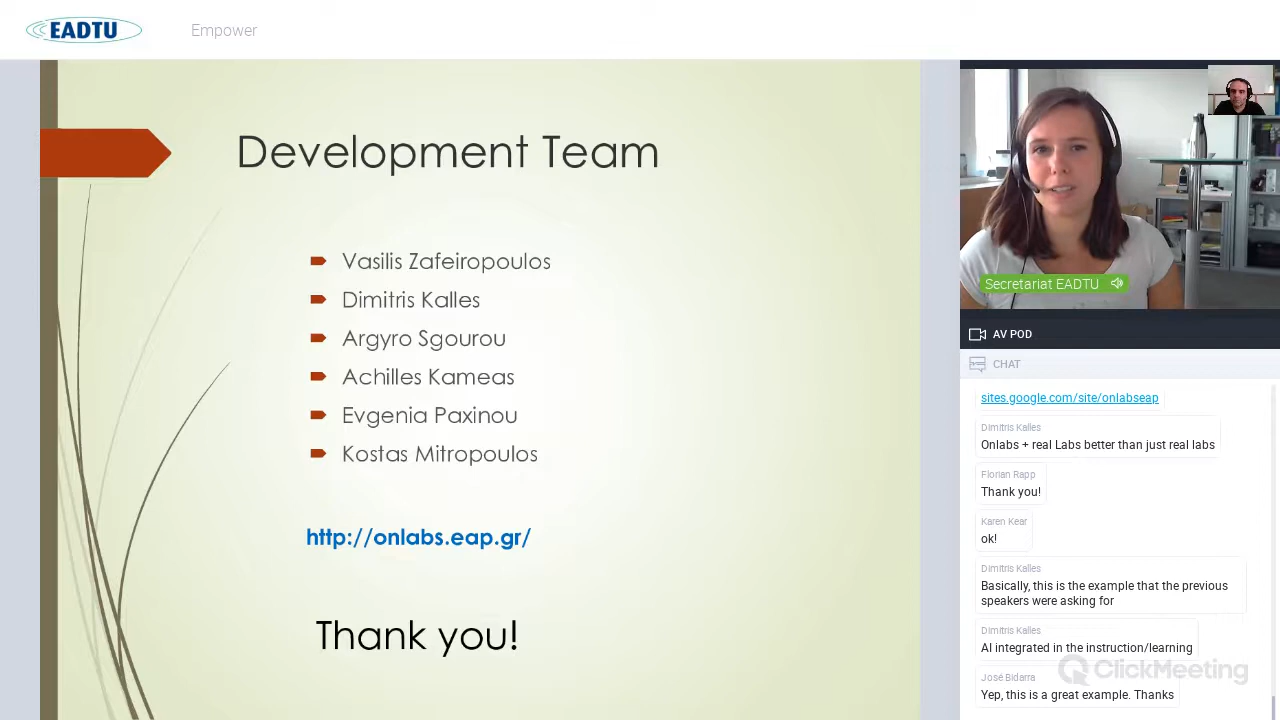 EADTU
Empower
Development Team
Vasilis Zafeiropoulos
Dimitris Kalles
Argyro Sgourou
Achilles Kameas
Evgenia Paxinou
Kostas Mitropoulos
http://onlabs.eap.gr/
Thank you!
Secretariat EADTU
AV POD
CHAT
sites.google.com/site/onlabseap
Dimitris Kalles
Onlabs + real Labs better than just real labs
Florian Rapp
Thank you!
Karen Kear
ok!
Dimitris Kalles
Basically, this is the example that the previous
speakers were asking for
Dimitris Kalles
AI integrated in the instruction/learning
José Bidarra
Yep, this is a great example. Thanks
ClickMeeting